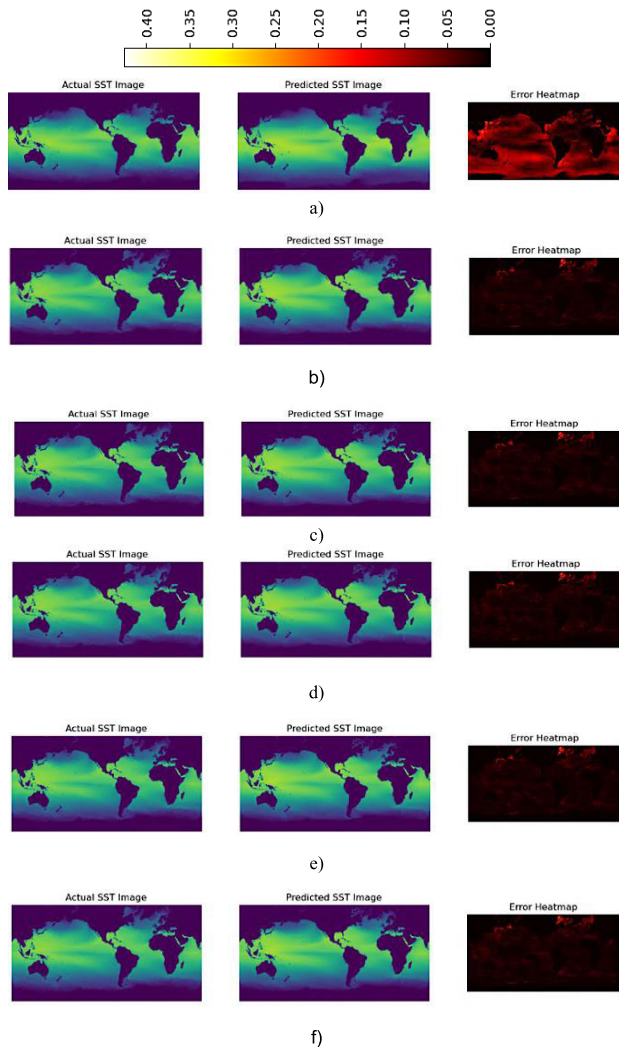 0.40 0.35 0.30 0.25 0.20 0.15 0.10 0.05 0.00
Actual SST Image Predicted SST Image Error Heatmap
a)
Actual SST Image Predicted SST Image Error Heatmap
b)
Actual SST Image Predicted SST Image Error Heatmap
c)
Actual SST Image Predicted SST Image Error Heatmap
d)
Actual SST Image Predicted SST Image Error Heatmap
e)
Actual SST Image Predicted SST Image Error Heatmap
f)